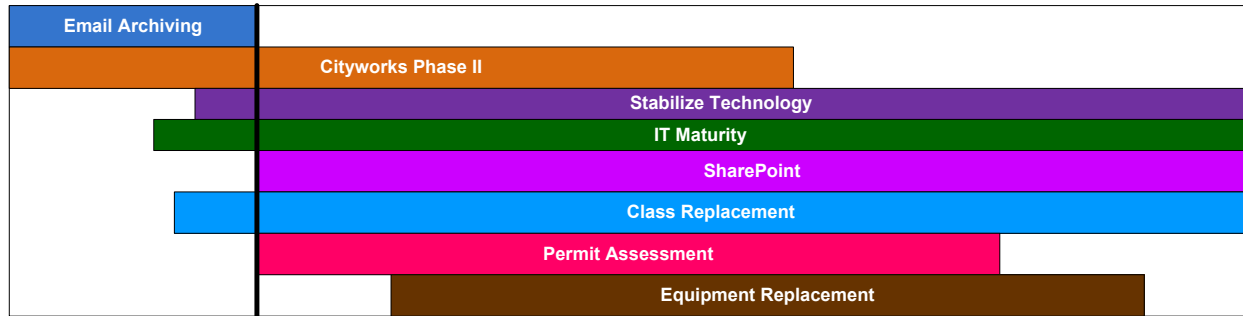 Email Archiving
Cityworks Phase II
Stabilize Technology
IT Maturity
SharePoint
Class Replacement
Permit Assessment
Equipment Replacement